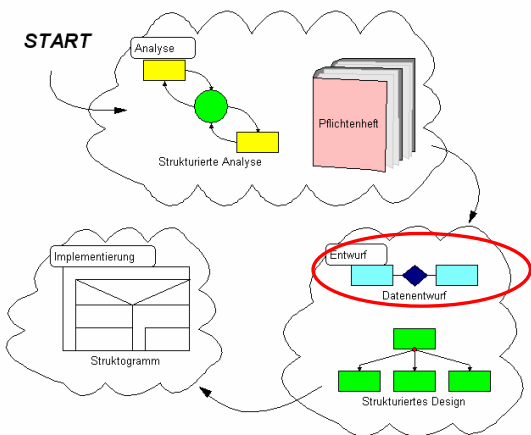 START
Analyse
Pflichtenheft
Strukturierte Analyse
Implementierung
Struktogramm
Entwurf
Datenentwurf
Strukturiertes Design